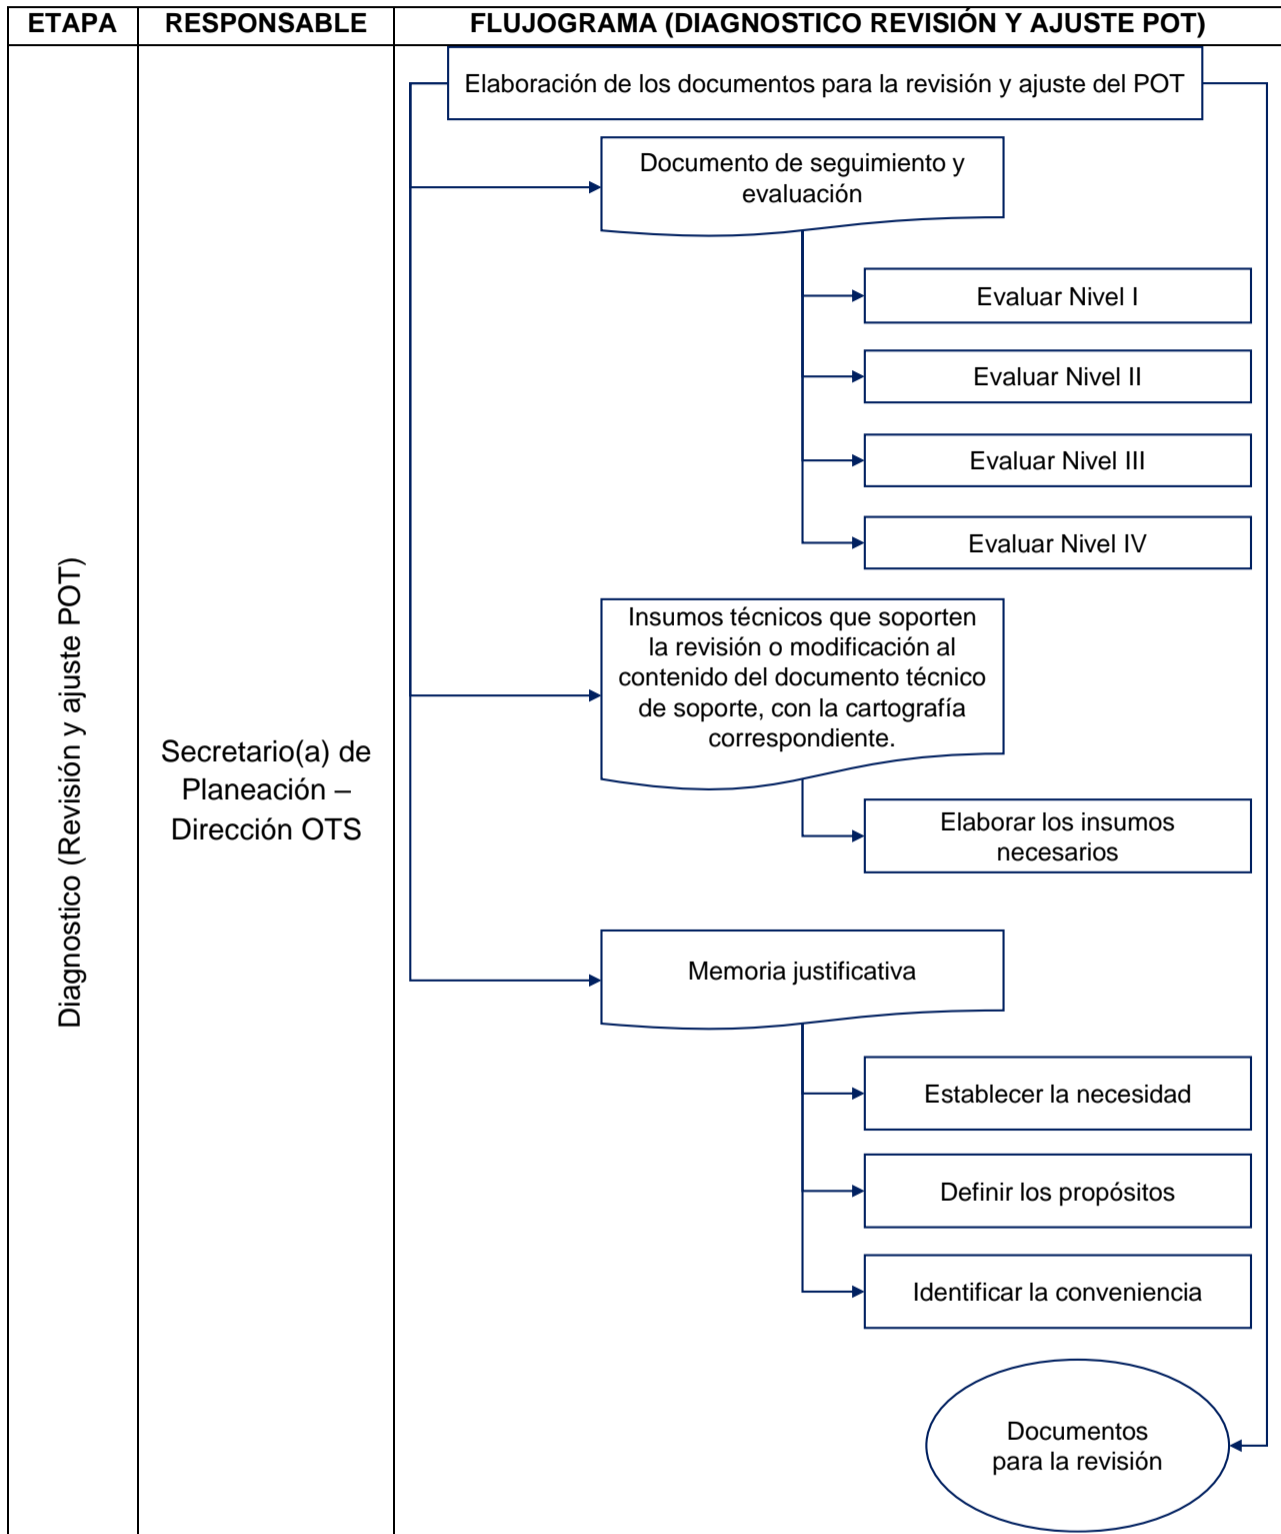 ETAPA
RESPONSABLE
FLUJOGRAMA (DIAGNOSTICO REVISIÓN Y AJUSTE POT)
Diagnostico (Revisión y ajuste POT)
Secretario(a) de
Planeación –
Dirección OTS
Elaboración de los documentos para la revisión y ajuste del POT
Documento de seguimiento y
evaluación
Evaluar Nivel I
Evaluar Nivel II
Evaluar Nivel III
Evaluar Nivel IV
Insumos técnicos que soporten
la revisión o modificación al
contenido del documento técnico
de soporte, con la cartografía
correspondiente.
Elaborar los insumos
necesarios
Memoria justificativa
Establecer la necesidad
Definir los propósitos
Identificar la conveniencia
Documentos
para la revisión